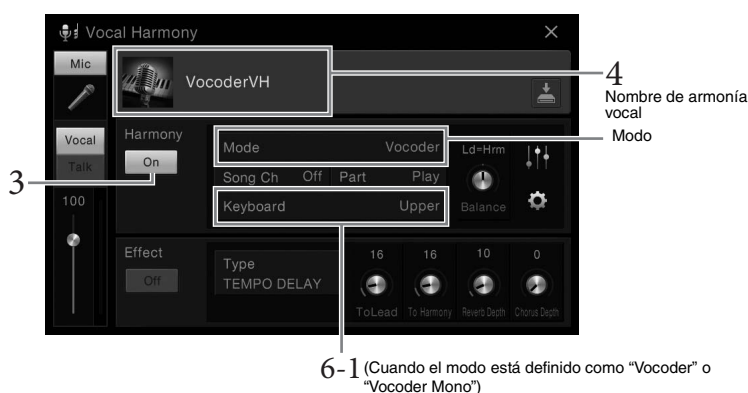 Vocal Harmony
Mic
VocoderVH
4
Nombre de armonía
vocal
Modo
Vocal
Talk
Harmony
On
Mode Vocoder
Ld=Hrm
3
Song Ch Off Part Play
100
Keyboard Upper
Balance
Effect
Off
Type
TEMPO DELAY
16 16 10 0
ToLead To Harmony Reverb Depth Chorus Depth
6-1 (Cuando el modo está definido como “Vocoder” o
“Vocoder Mono”)